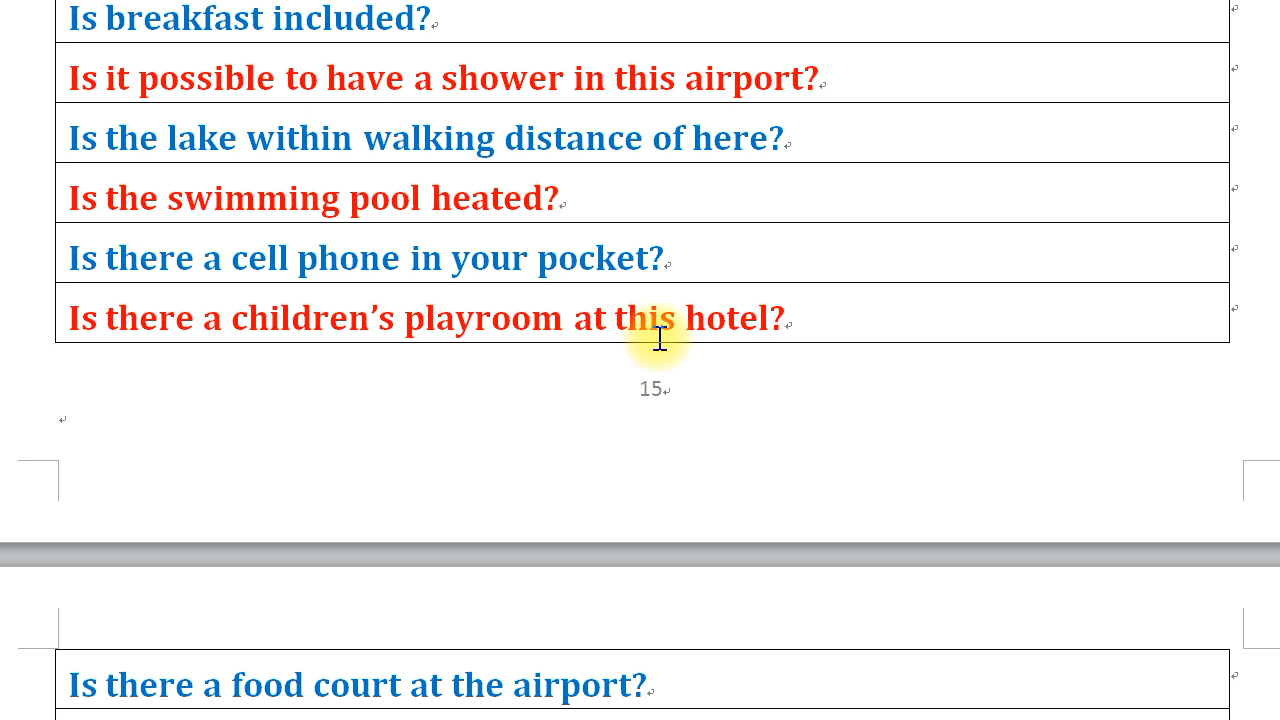 Is breakfast included?
Is it possible to have a shower in this airport?
Is the lake within walking distance of here?
Is the swimming pool heated?
Is there a cell phone in your pocket?
Is there a children’s playroom at this hotel?
15
Is there a food court at the airport?